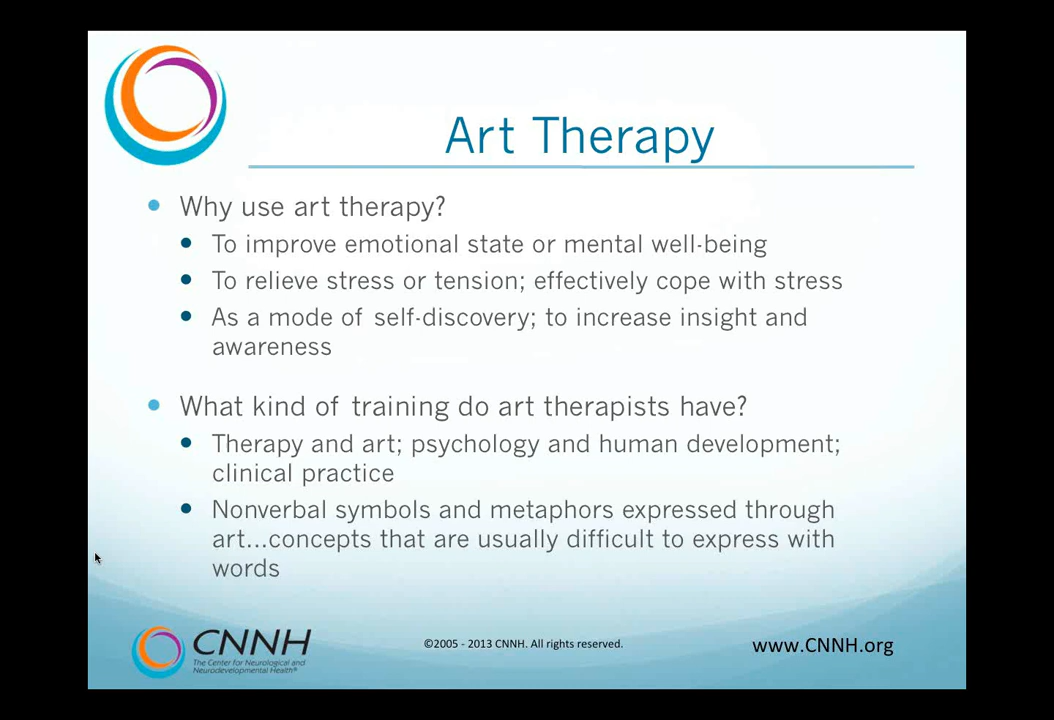 Art Therapy
Why use art therapy?
To improve emotional state or mental well-being
To relieve stress or tension; effectively cope with stress
As a mode of self-discovery; to increase insight and
awareness
What kind of training do art therapists have?
Therapy and art; psychology and human development;
clinical practice
Nonverbal symbols and metaphors expressed through
art...concepts that are usually difficult to express with
words
CNNH
The Center for Neurological and
Neurodevelopmental Health®
©2005 - 2013 CNNH. All rights reserved.
www.CNNH.org